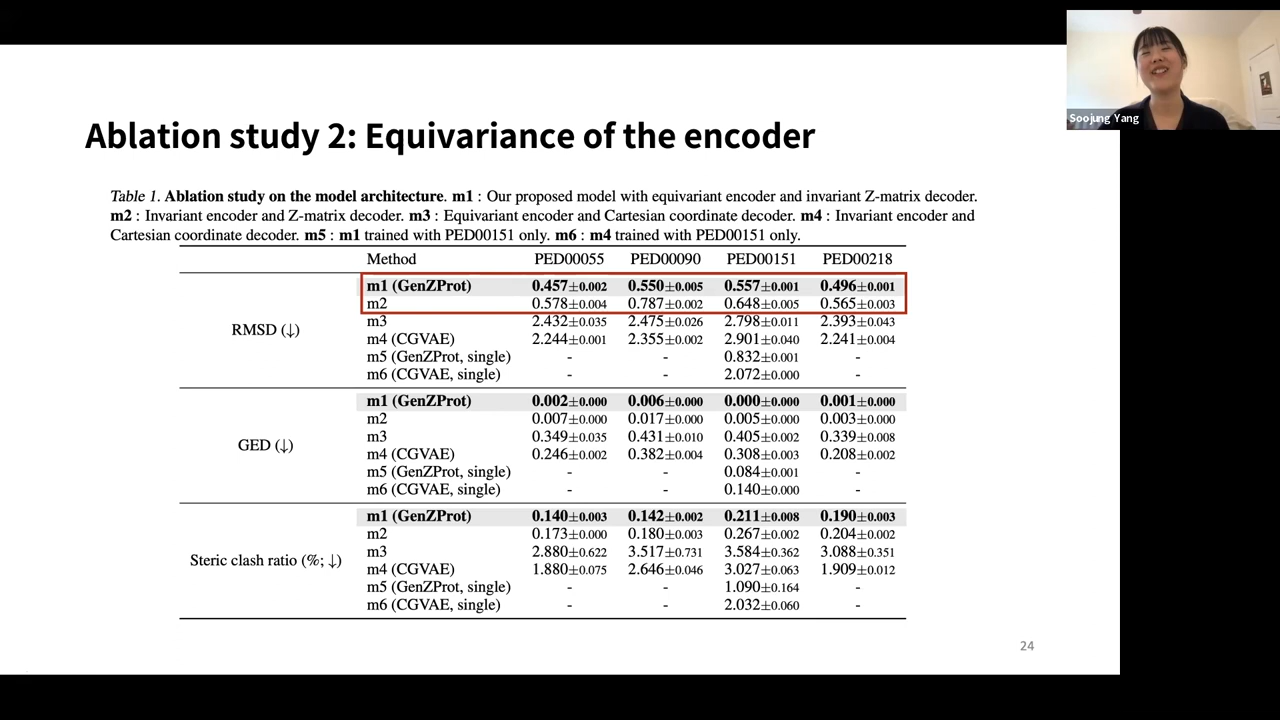 Soojung Yang
Ablation study 2: Equivariance of the encoder
Table 1. Ablation study on the model architecture. m1 : Our proposed model with equivariant encoder and invariant Z-matrix decoder.
m2 : Invariant encoder and Z-matrix decoder. m3 : Equivariant encoder and Cartesian coordinate decoder. m4 : Invariant encoder and
Cartesian coordinate decoder. m5 : m1 trained with PED00151 only. m6 : m4 trained with PED00151 only.
Method PED00055 PED00090 PED00151 PED00218
m1 (GenZProt) 0.457±0.002 0.550±0.005 0.557±0.001 0.496±0.001
m2 0.578±0.004 0.787±0.002 0.648±0.005 0.565±0.003
m3 2.432±0.035 2.475±0.026 2.798±0.011 2.393±0.043
RMSD (↓)
m4 (CGVAE) 2.244±0.001 2.355±0.002 2.901±0.040 2.241±0.004
m5 (GenZProt, single) - - 0.832±0.001 -
m6 (CGVAE, single) - - 2.072±0.000 -
m1 (GenZProt) 0.002±0.000 0.006±0.000 0.000±0.000 0.001±0.000
m2 0.007±0.000 0.017±0.000 0.005±0.000 0.003±0.000
m3 0.349±0.035 0.431±0.010 0.405±0.002 0.339±0.008
GED (↓)
m4 (CGVAE) 0.246±0.002 0.382±0.004 0.308±0.003 0.208±0.002
m5 (GenZProt, single) - - 0.084±0.001 -
m6 (CGVAE, single) - - 0.140±0.000 -
m1 (GenZProt) 0.140±0.003 0.142±0.002 0.211±0.008 0.190±0.003
m2 0.173±0.000 0.180±0.003 0.267±0.002 0.204±0.002
m3 2.880±0.622 3.517±0.731 3.584±0.362 3.088±0.351
Steric clash ratio (%; ↓)
m4 (CGVAE) 1.880±0.075 2.646±0.046 3.027±0.063 1.909±0.012
m5 (GenZProt, single) - - 1.090±0.164 -
m6 (CGVAE, single) - - 2.032±0.060 -
24